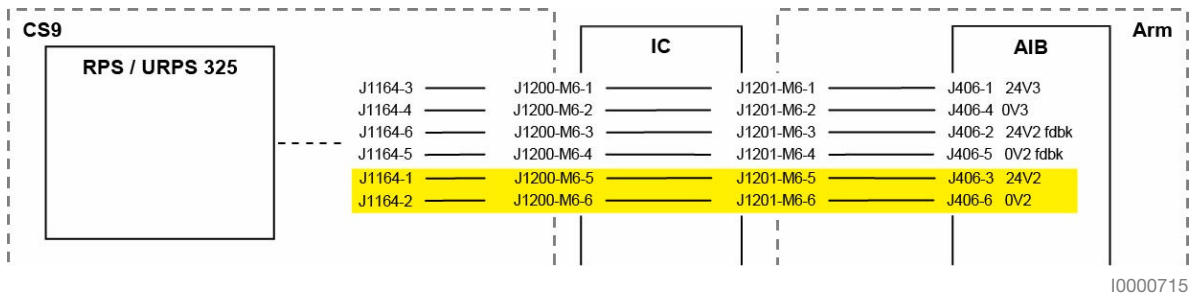 CS9
IC
Arm
AIB
RPS / URPS 325
J1164-3 J1200-M6-1 J1201-M6-1 J406-1 24V3
J1164-4 J1200-M6-2 J1201-M6-2 J406-4 0V3
J1164-6 J1200-M6-3 J1201-M6-3 J406-2 24V2 fdbk
J1164-5 J1200-M6-4 J1201-M6-4 J406-5 0V2 fdbk
J1164-1 J1200-M6-5 J1201-M6-5 J406-3 24V2
J1164-2 J1200-M6-6 J1201-M6-6 J406-6 0V2
I0000715